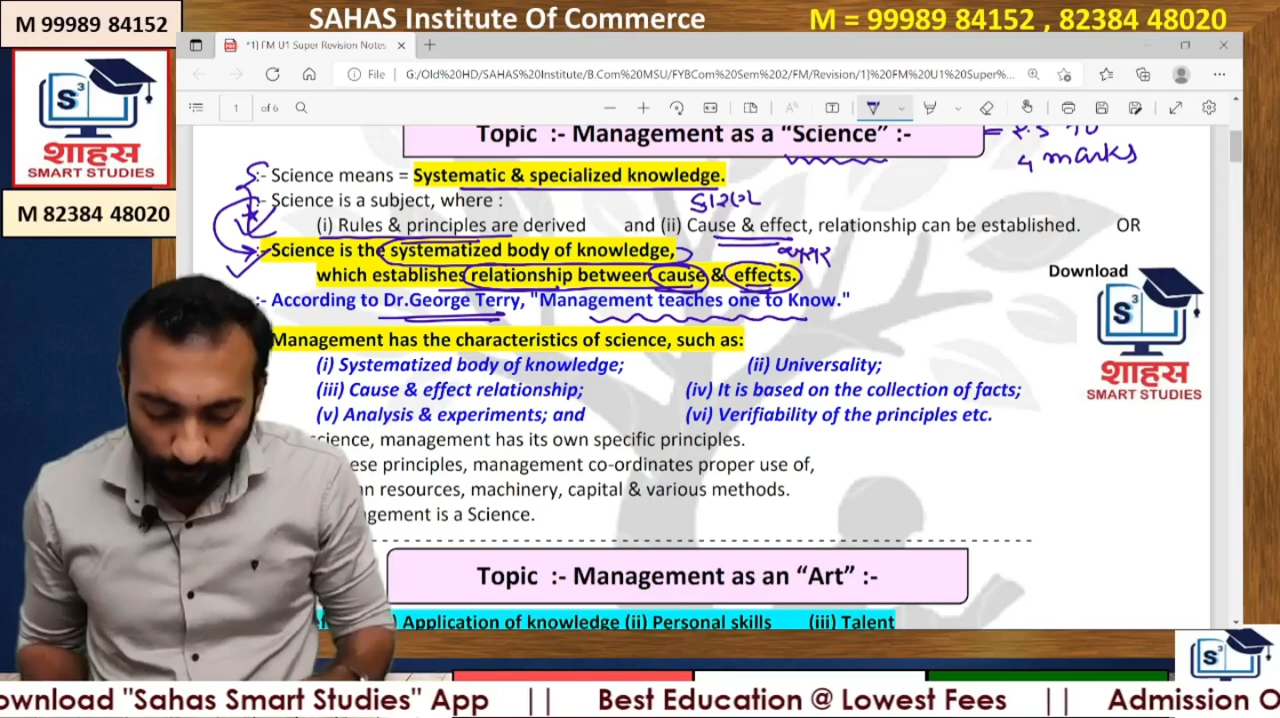 M 99989 84152
SAHAS Institute Of Commerce
M = 99989 84152 , 82384 48020
S³
शाहस
SMART STUDIES
M 82384 48020
*1] FM U1 Super Revision Notes
File
G:/Old%20HD/SAHAS%20Institute/B.Com%20MSU/FYBCom%20Sem%202/FM/Revision/1]%20FM%20U1%20Super%...
1 of 6
Topic :- Management as a “Science” :-
4 marks
:- Science means = Systematic & specialized knowledge.
:- Science is a subject, where :
(i) Rules & principles are derived and (ii) Cause & effect, relationship can be established. OR
:- Science is the systematized body of knowledge,
which establishes relationship between cause & effects.
:- According to Dr.George Terry, "Management teaches one to Know."
Management has the characteristics of science, such as:
(i) Systematized body of knowledge; (ii) Universality;
(iii) Cause & effect relationship; (iv) It is based on the collection of facts;
(v) Analysis & experiments; and (vi) Verifiability of the principles etc.
science, management has its own specific principles.
principles, management co-ordinates proper use of,
resources, machinery, capital & various methods.
is a Science.
Download
S³
शाहस
SMART STUDIES
Topic :- Management as an “Art” :-
Application of knowledge (ii) Personal skills (iii) Talent
S³
ownload "Sahas Smart Studies" App || Best Education @ Lowest Fees || Admission O